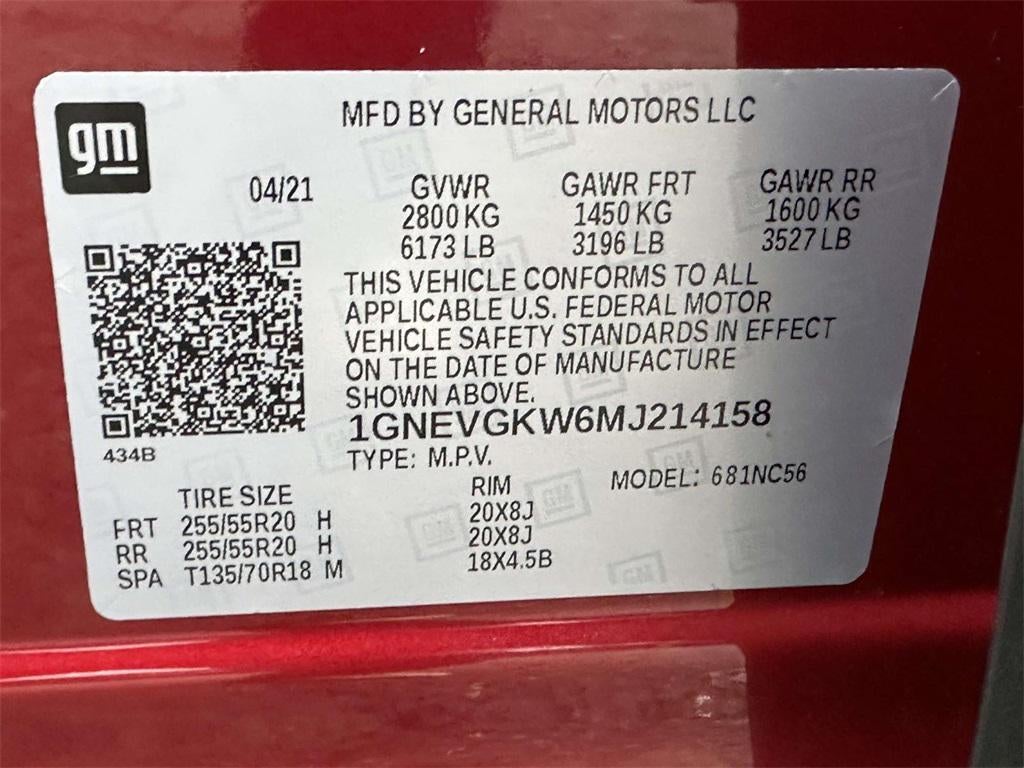 gm
MFD BY GENERAL MOTORS LLC
04/21 GVWR GAWR FRT GAWR RR
2800 KG 1450 KG 1600 KG
6173 LB 3196 LB 3527 LB
THIS VEHICLE CONFORMS TO ALL
APPLICABLE U.S. FEDERAL MOTOR
VEHICLE SAFETY STANDARDS IN EFFECT
ON THE DATE OF MANUFACTURE
SHOWN ABOVE.
1GNEVGKW6MJ214158
434B
TYPE: M.P.V. MODEL: 681NC56
TIRE SIZE RIM
FRT 255/55R20 H 20X8J
RR 255/55R20 H 20X8J
SPA T135/70R18 M 18X4.5B